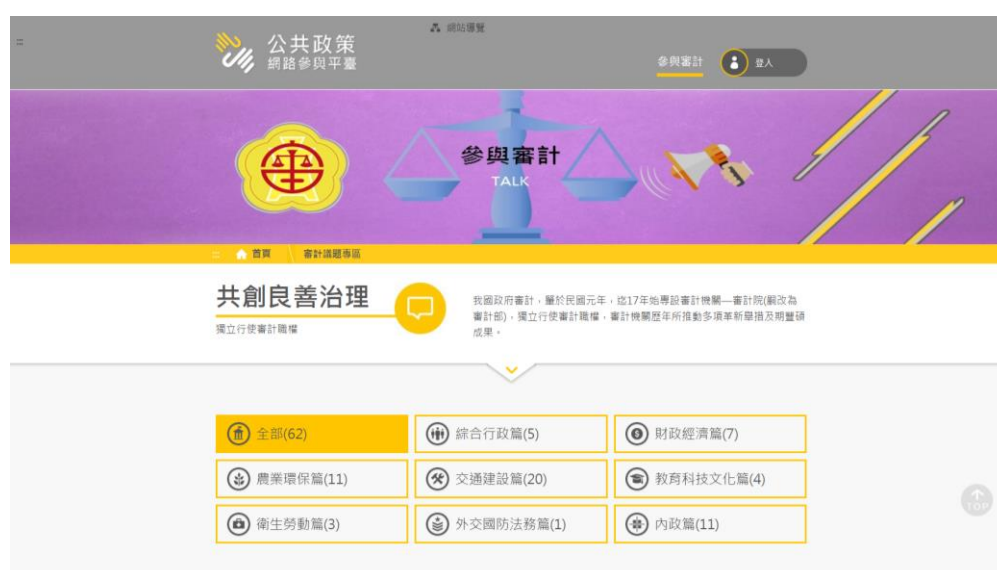 網站導覽
公共政策
網路參與平臺
參與審計
登入
參與審計
TALK
首頁
審計議題專區
共創良善治理
獨立行使審計職權
我國政府審計，肇於民國元年，迄17年始專設審計機關—審計院(嗣改為
審計部)，獨立行使審計職權，審計機關歷年所推動多項革新舉措及期豐碩
成果。
全部(62)
綜合行政篇(5)
財政經濟篇(7)
農業環保篇(11)
交通建設篇(20)
教育科技文化篇(4)
衛生勞動篇(3)
外交國防法務篇(1)
內政篇(11)
TOP